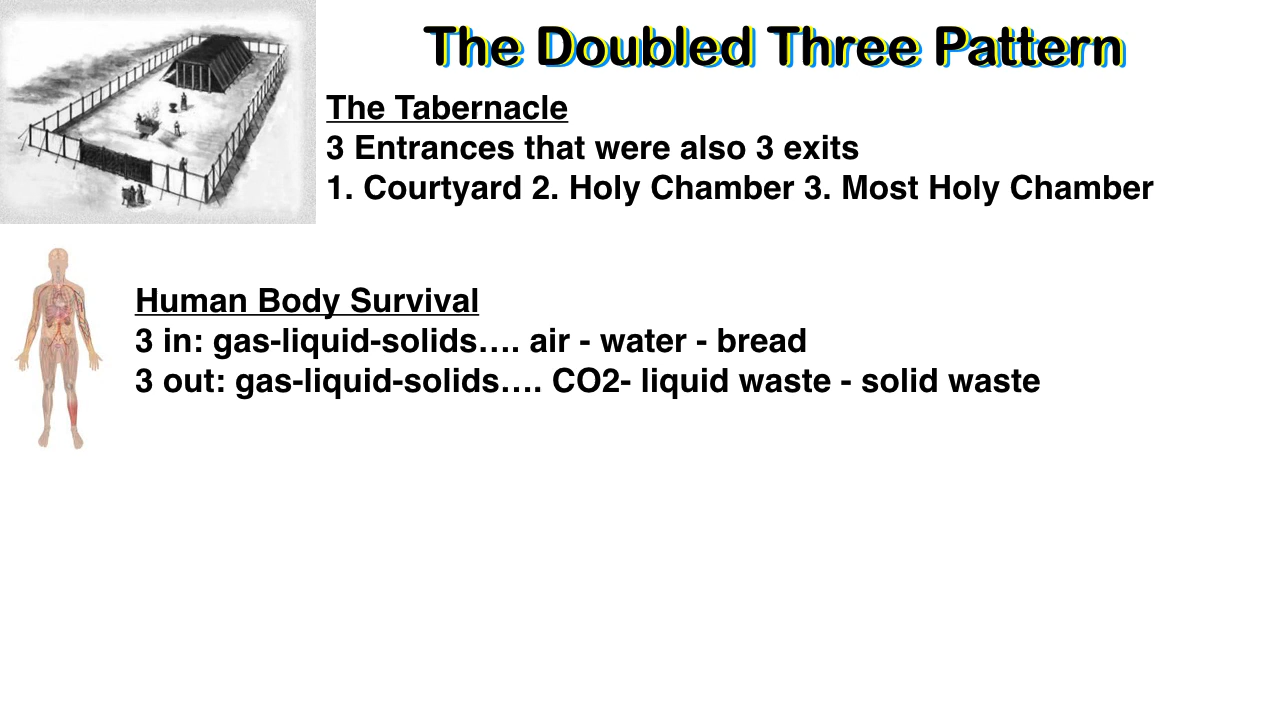 The Doubled Three Pattern
The Tabernacle
3 Entrances that were also 3 exits
1. Courtyard 2. Holy Chamber 3. Most Holy Chamber
Human Body Survival
3 in: gas-liquid-solids…. air - water - bread
3 out: gas-liquid-solids…. CO2- liquid waste - solid waste